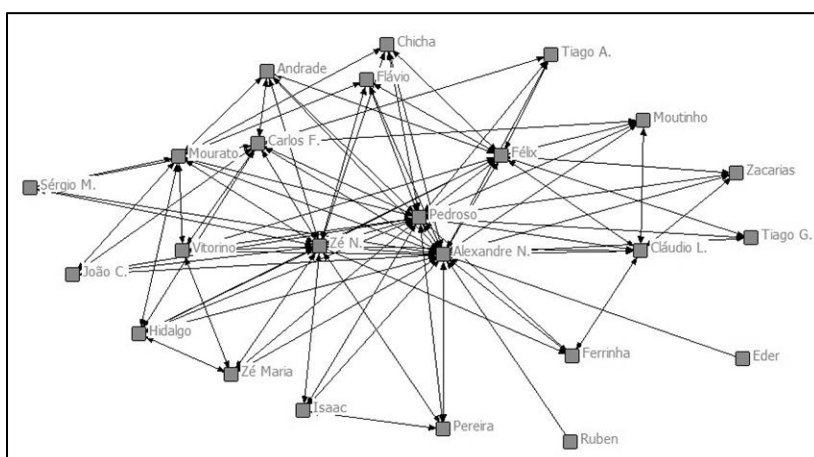 Chicha
Tiago A.
Andrade
Flávio
Moutinho
Carlos F.
Mourato
Félix
Zacarias
Sérgio M.
Pedroso
Tiago G.
Zé N.
Vitorino
Alexandre N.
Cláudio L.
João C.
Hidalgo
Ferrinha
Eder
Zé Maria
Isaac
Pereira
Ruben